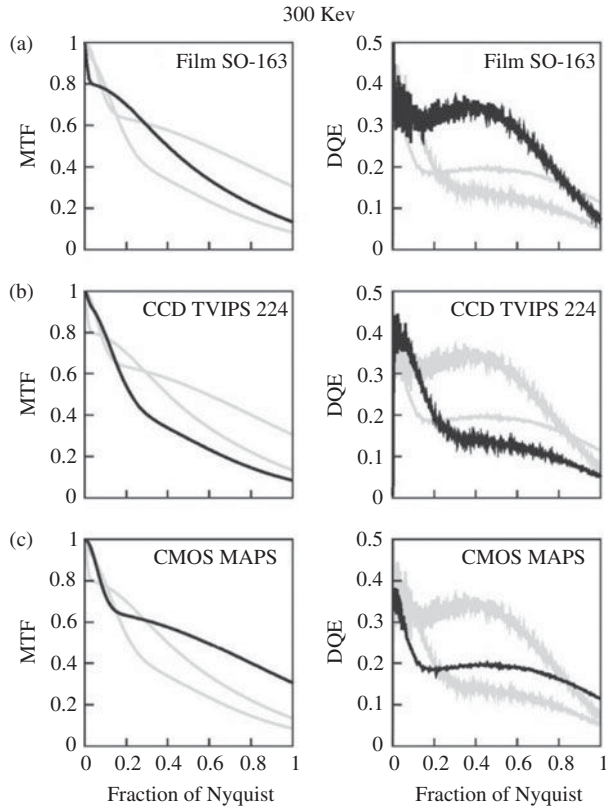 300 Kev
(a)
Film SO-163
MTF
1
0.8
0.6
0.4
0.2
0
Film SO-163
DQE
0.5
0.4
0.3
0.2
0.1
0
(b)
CCD TVIPS 224
MTF
1
0.8
0.6
0.4
0.2
0
CCD TVIPS 224
DQE
0.5
0.4
0.3
0.2
0.1
0
(c)
CMOS MAPS
MTF
1
0.8
0.6
0.4
0.2
0
0 0.2 0.4 0.6 0.8 1
Fraction of Nyquist
CMOS MAPS
DQE
0.5
0.4
0.3
0.2
0.1
0
0 0.2 0.4 0.6 0.8 1
Fraction of Nyquist